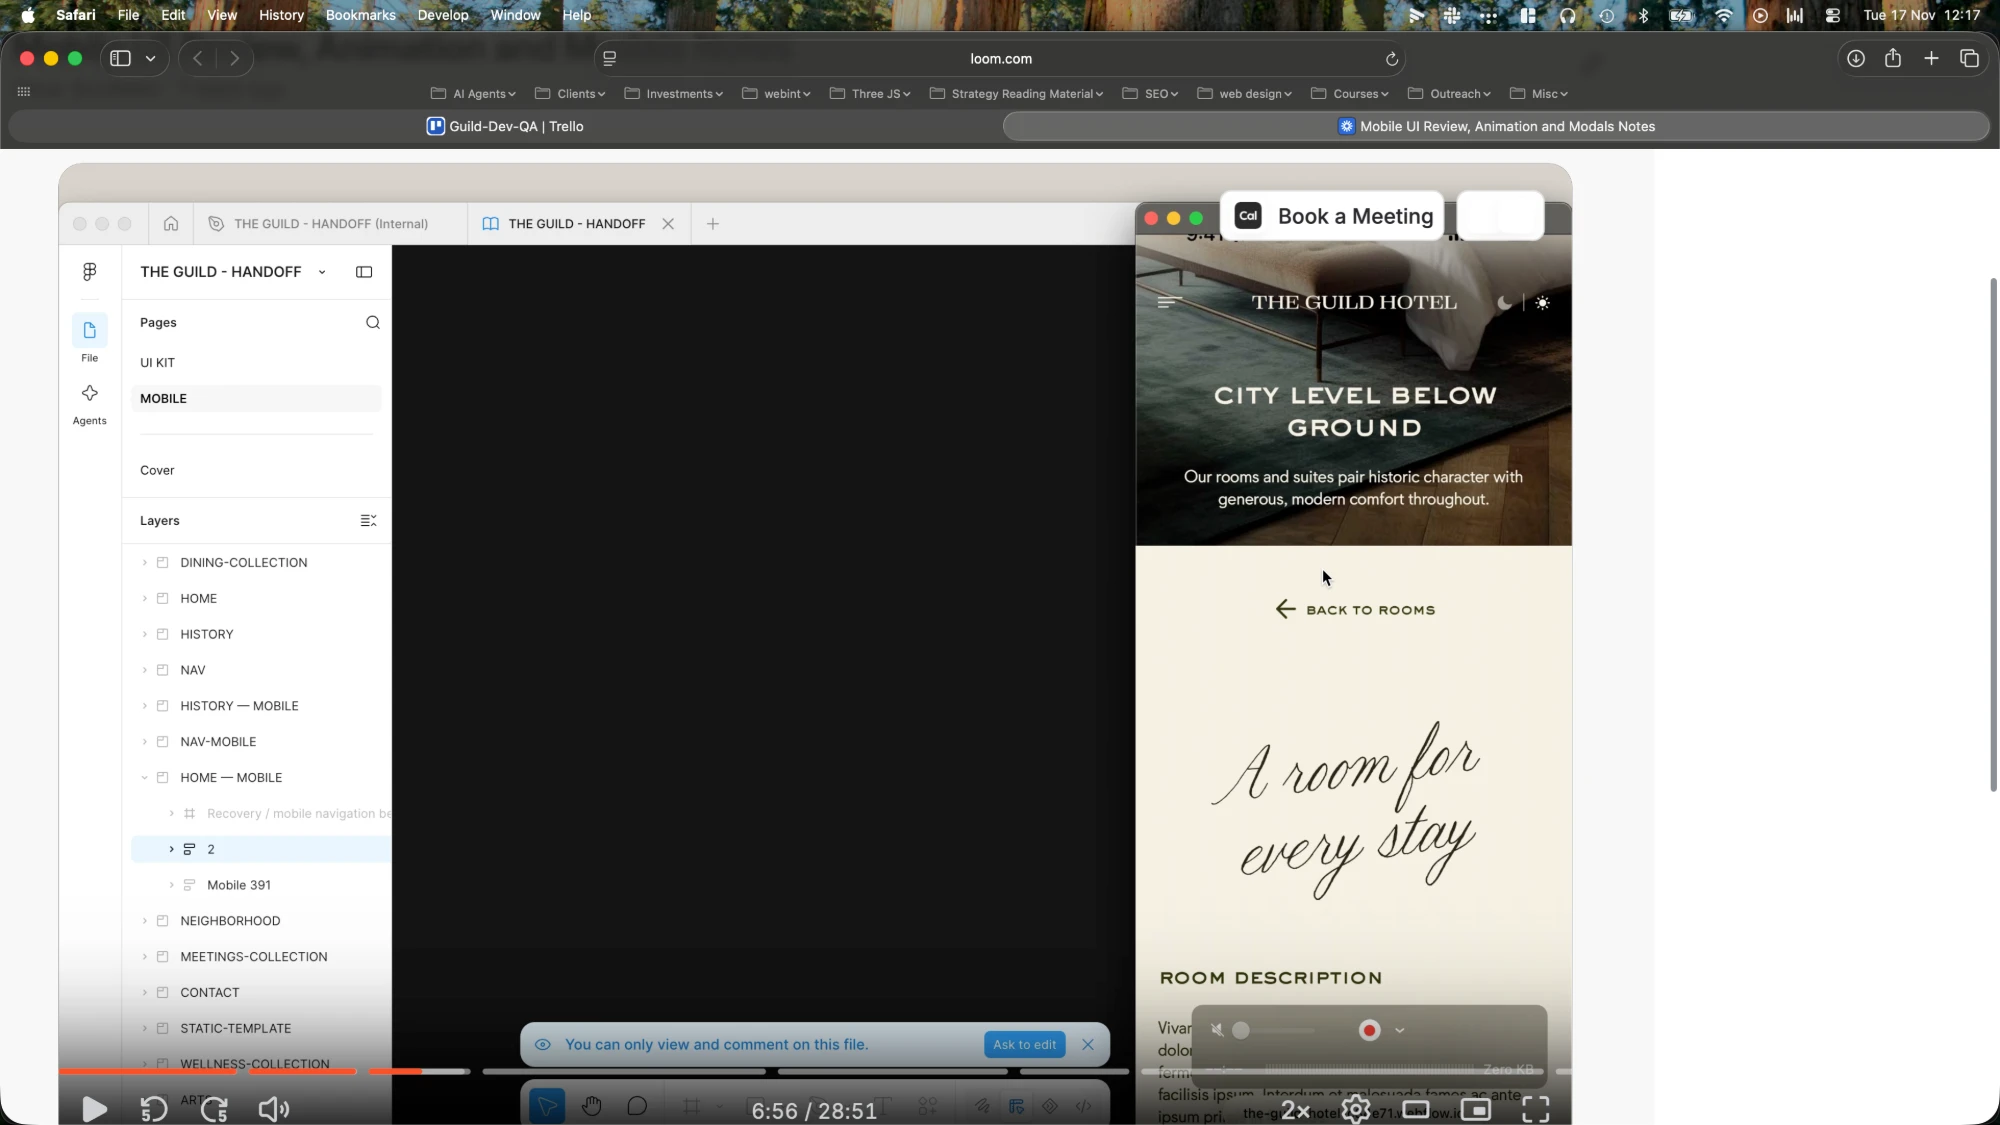 Safari File Edit View History Bookmarks Develop Window Help Tue 17 Nov 12:17
loom.com
AI Agents Clients Investments webint Three JS Strategy Reading Material SEO web design Courses Outreach Misc
Guild-Dev-QA | Trello
Mobile UI Review, Animation and Modals Notes
THE GUILD - HANDOFF (Internal)
THE GUILD - HANDOFF
Cal Book a Meeting
THE GUILD - HANDOFF
Pages
UI KIT
File
MOBILE
Agents
Cover
Layers
DINING-COLLECTION
HOME
HISTORY
NAV
HISTORY — MOBILE
NAV-MOBILE
HOME — MOBILE
Recovery / mobile navigation be
2
Mobile 391
NEIGHBORHOOD
MEETINGS-COLLECTION
CONTACT
STATIC-TEMPLATE
WELLNESS-COLLECTION
ARTS
You can only view and comment on this file.
Ask to edit
9:41
THE GUILD HOTEL
CITY LEVEL BELOW
GROUND
Our rooms and suites pair historic character with
generous, modern comfort throughout.
BACK TO ROOMS
A room for
every stay
ROOM DESCRIPTION
Zero KB
6:56 / 28:51
2x